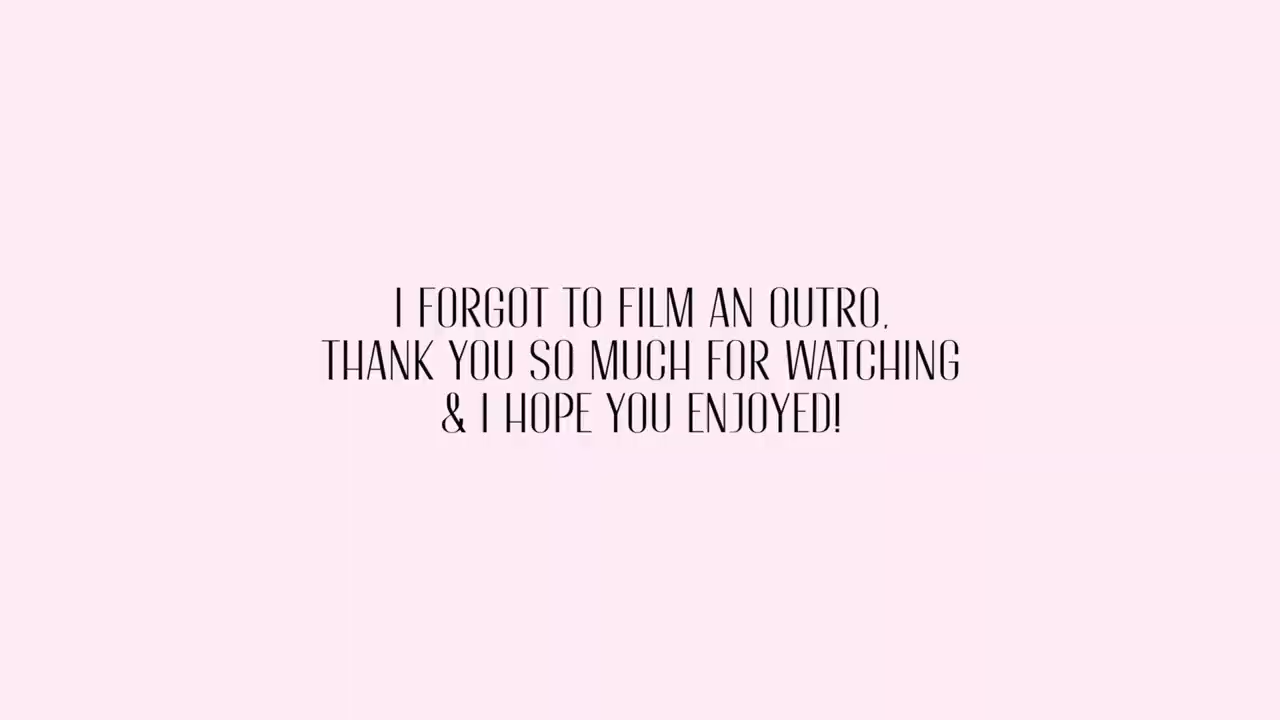 I FORGOT TO FILM AN OUTRO,
THANK YOU SO MUCH FOR WATCHING
& I HOPE YOU ENJOYED!